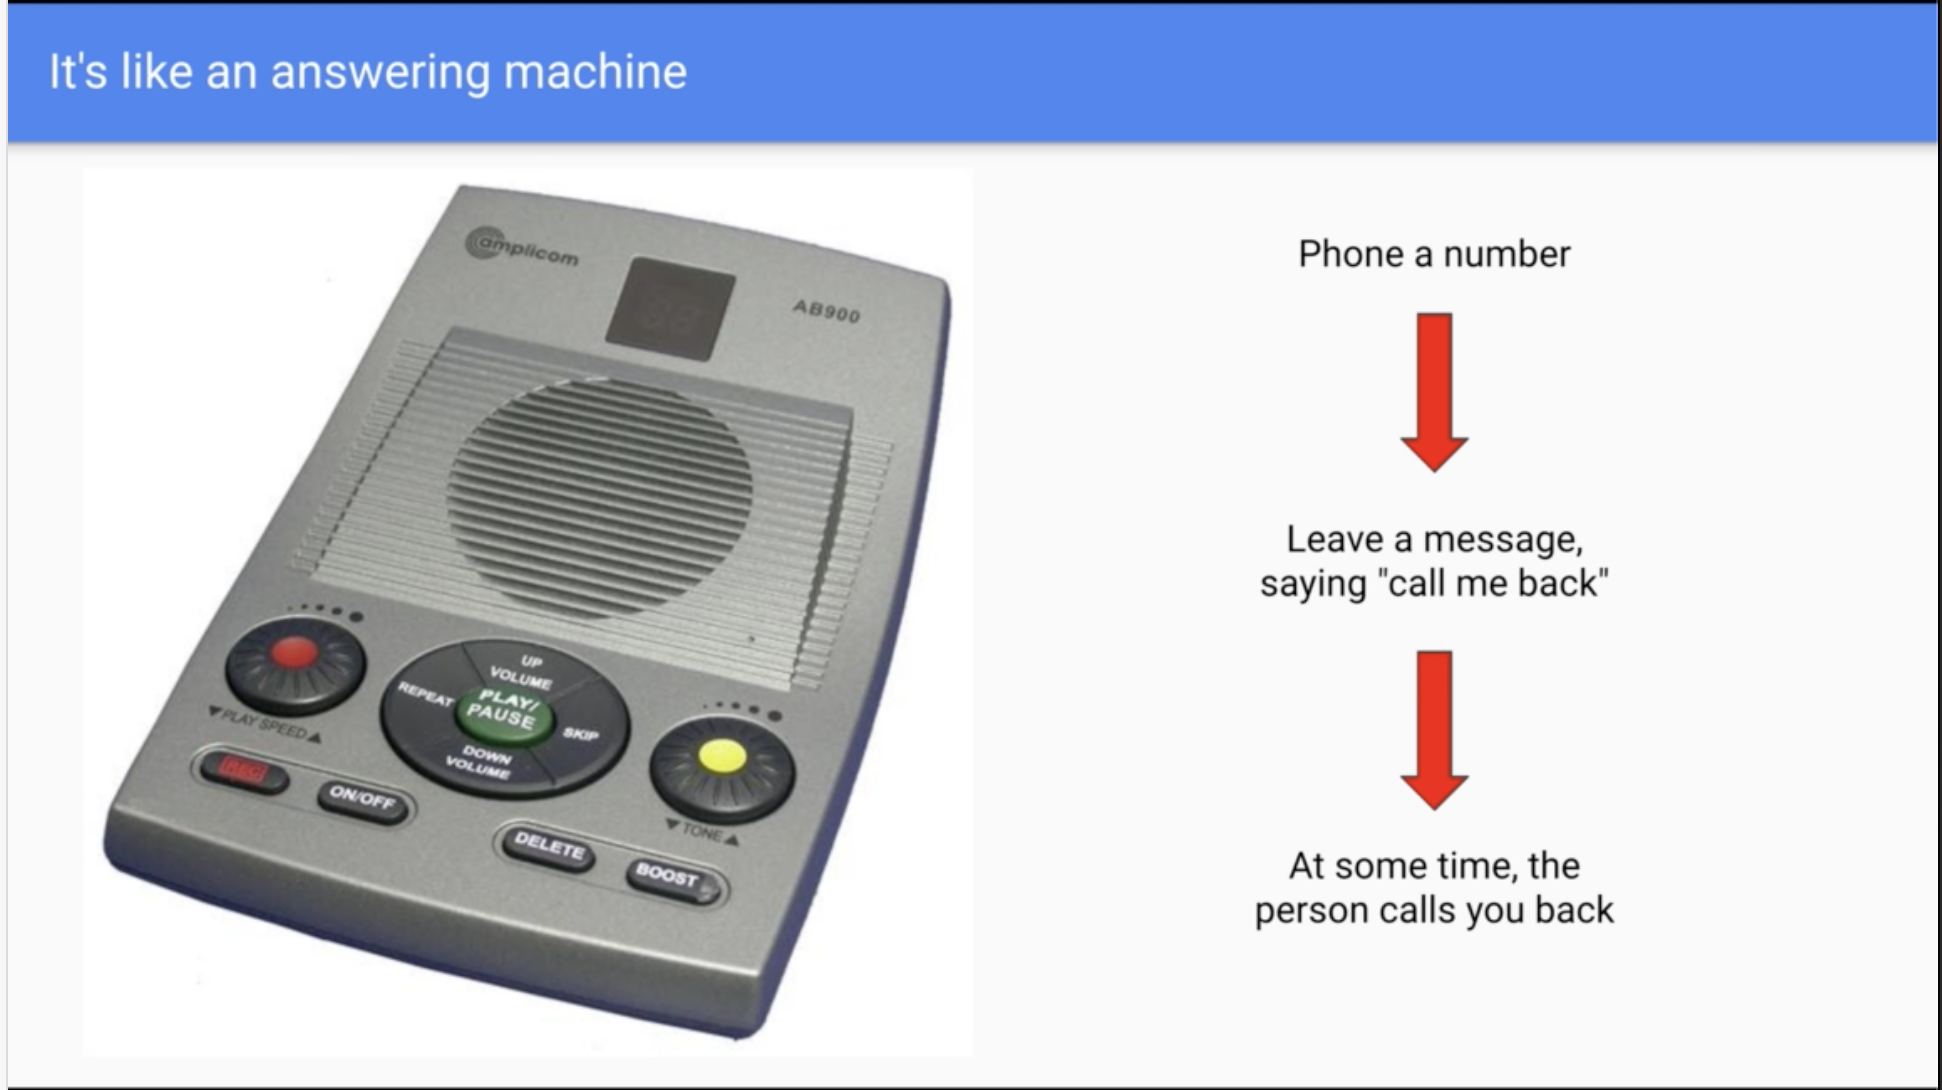 It's like an answering machine
amplicom
AB900
UP
VOLUME
REPEAT
PLAY/
PAUSE
SKIP
DOWN
VOLUME
▼PLAY SPEED▲
REC
ON/OFF
▼TONE▲
DELETE
BOOST
Phone a number
Leave a message,
saying "call me back"
At some time, the
person calls you back